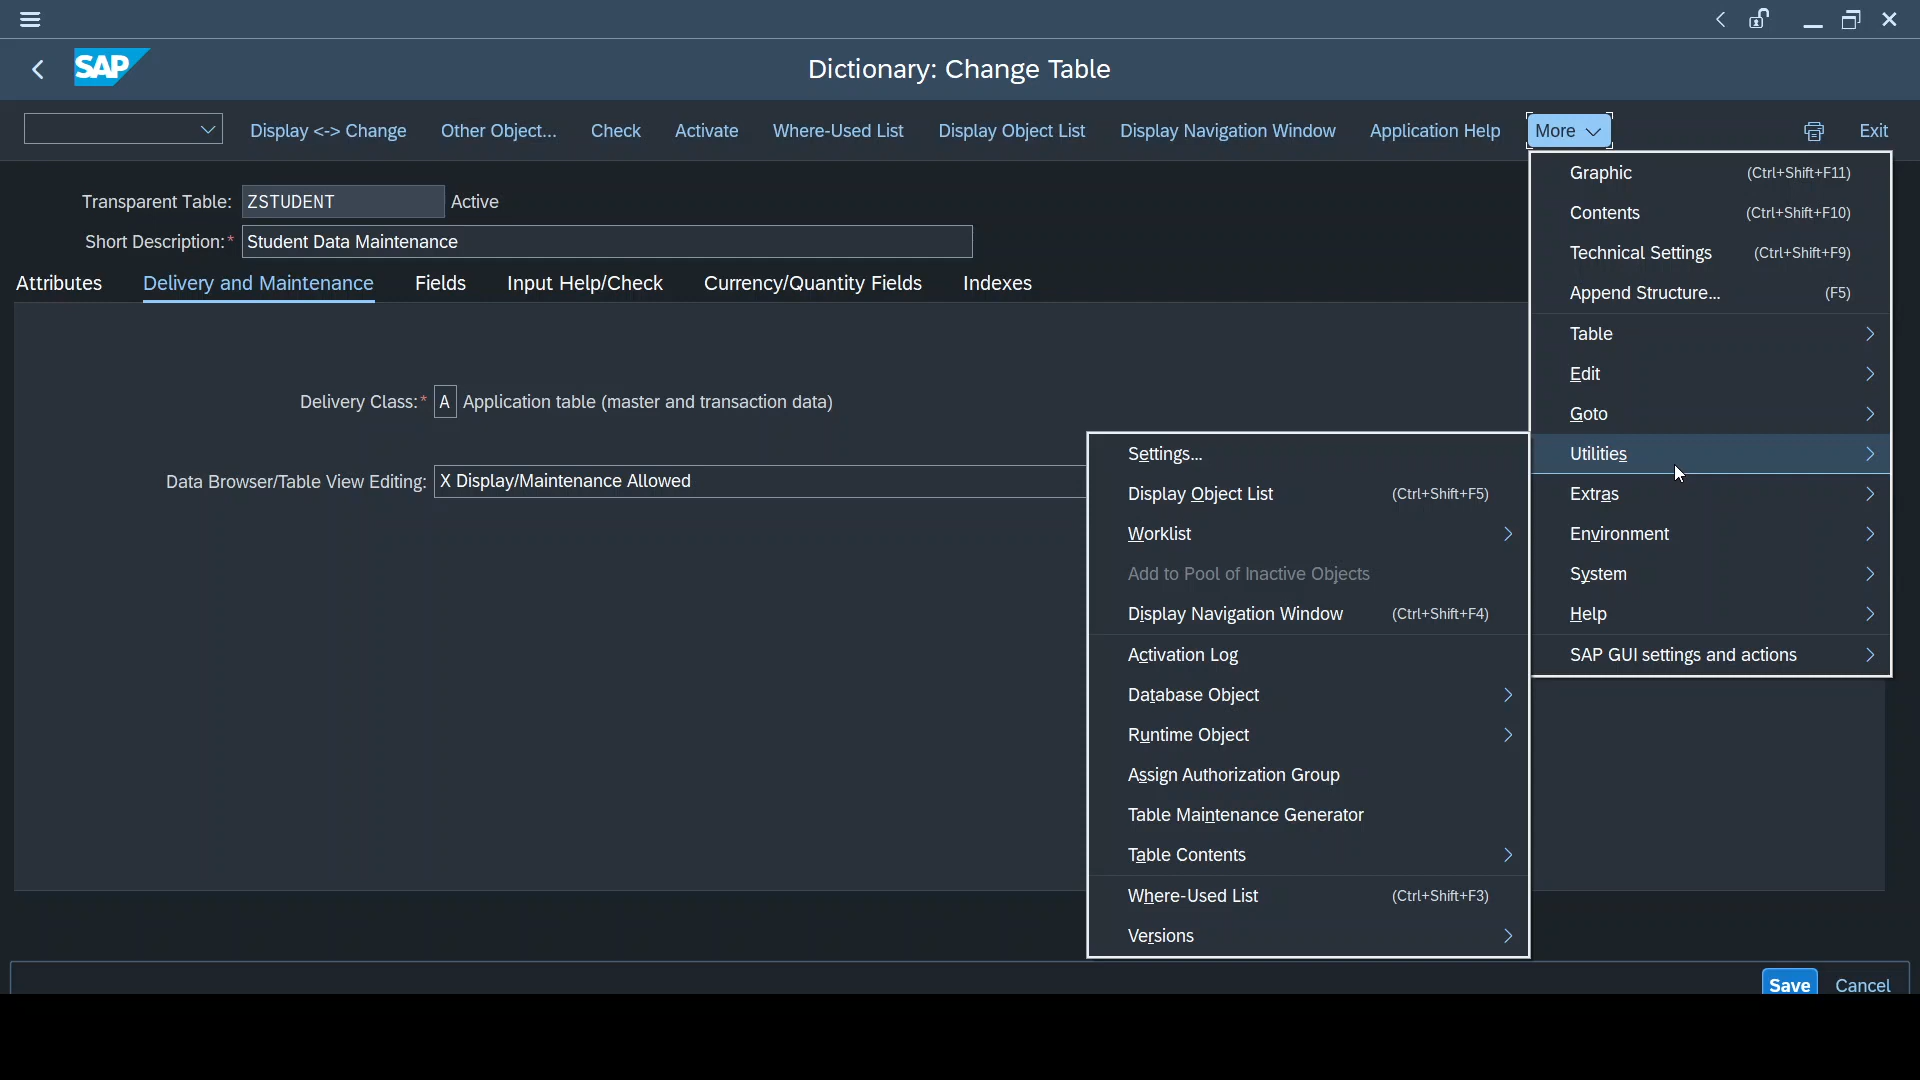 SAP
Dictionary: Change Table
Display <-> Change
Other Object...
Check
Activate
Where-Used List
Display Object List
Display Navigation Window
Application Help
More
Exit
Transparent Table: ZSTUDENT Active
Short Description:* Student Data Maintenance
Attributes
Delivery and Maintenance
Fields
Input Help/Check
Currency/Quantity Fields
Indexes
Delivery Class:* A Application table (master and transaction data)
Data Browser/Table View Editing: X Display/Maintenance Allowed
Graphic (Ctrl+Shift+F11)
Contents (Ctrl+Shift+F10)
Technical Settings (Ctrl+Shift+F9)
Append Structure... (F5)
Table
Edit
Goto
Utilities
Extras
Environment
System
Help
SAP GUI settings and actions
Settings...
Display Object List (Ctrl+Shift+F5)
Worklist
Add to Pool of Inactive Objects
Display Navigation Window (Ctrl+Shift+F4)
Activation Log
Database Object
Runtime Object
Assign Authorization Group
Table Maintenance Generator
Table Contents
Where-Used List (Ctrl+Shift+F3)
Versions
Save
Cancel